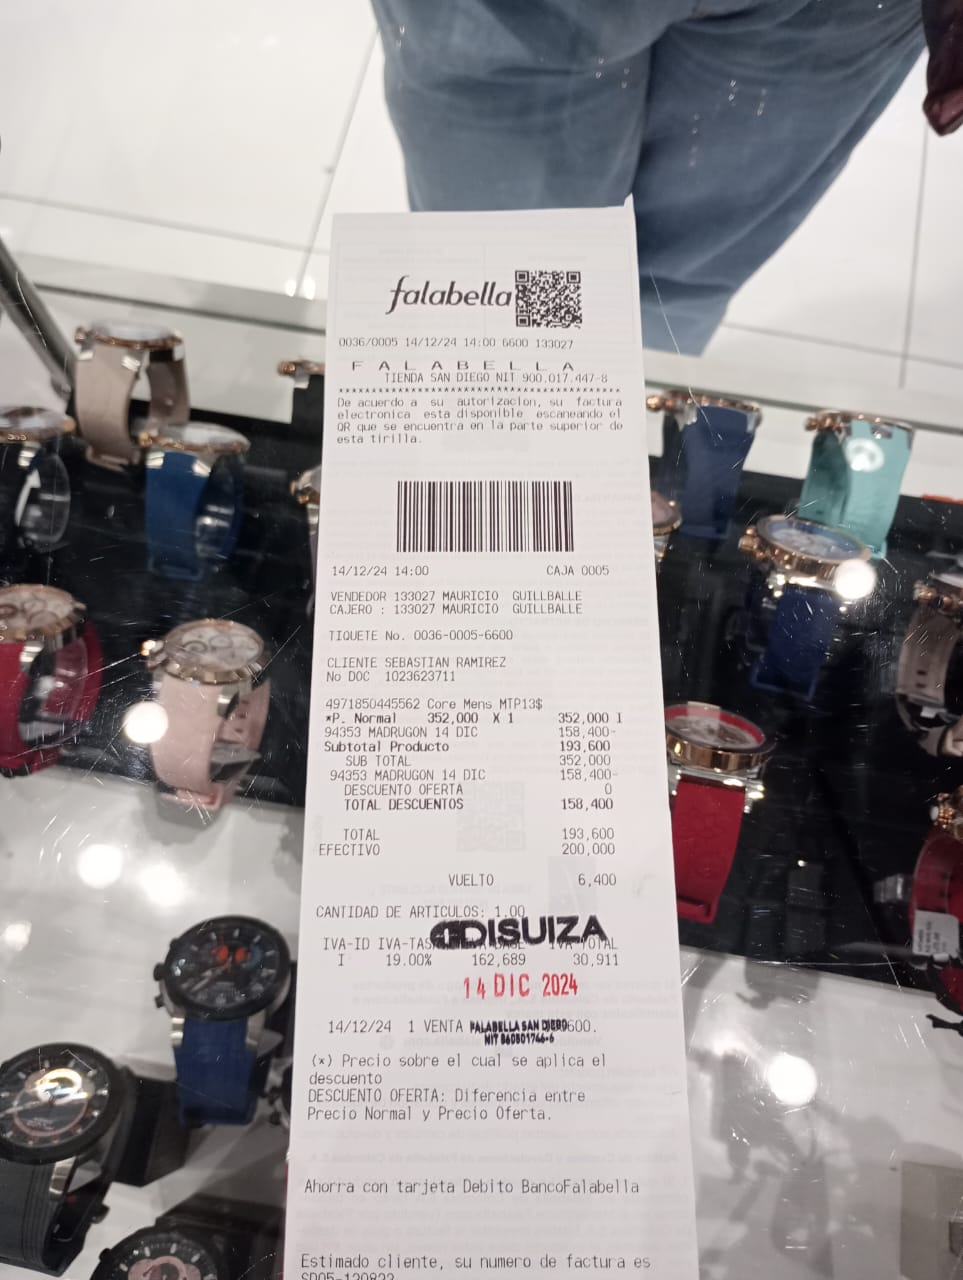 falabella
0036/0005 14/12/24 14:00 6600 133027
F A L A B E L L A
TIENDA SAN DIEGO NIT 900.017.447-8
De acuerdo a su autorizacion, su factura
electronica esta disponible escaneando el
QR que se encuentra en la parte superior de
esta tirilla.
14/12/24 14:00 CAJA 0005
VENDEDOR 133027 MAURICIO GUILLBALLE
CAJERO : 133027 MAURICIO GUILLBALLE
TIQUETE No. 0036-0005-6600
CLIENTE SEBASTIAN RAMIREZ
No DOC 1023623711
4971850445562 Core Mens MTP13$
*P. Normal 352,000 X 1 352,000 I
94353 MADRUGON 14 DIC 158,400-
Subtotal Producto 193,600
SUB TOTAL 352,000
94353 MADRUGON 14 DIC 158,400-
DESCUENTO OFERTA 0
TOTAL DESCUENTOS 158,400
TOTAL 193,600
EFECTIVO 200,000
VUELTO 6,400
CANTIDAD DE ARTICULOS: 1,00
DISUIZA
IVA-ID IVA-TASA IVA-BASE IVA-TOTAL
I 19.00% 162,689 30,911
14 DIC 2024
14/12/24 1 VENTA 600.
FALABELLA SAN DIEGO
NIT 860501746-6
(*) Precio sobre el cual se aplica el
descuento
DESCUENTO OFERTA: Diferencia entre
Precio Normal y Precio Oferta.
Ahorra con tarjeta Debito BancoFalabella
Estimado cliente, su numero de factura es